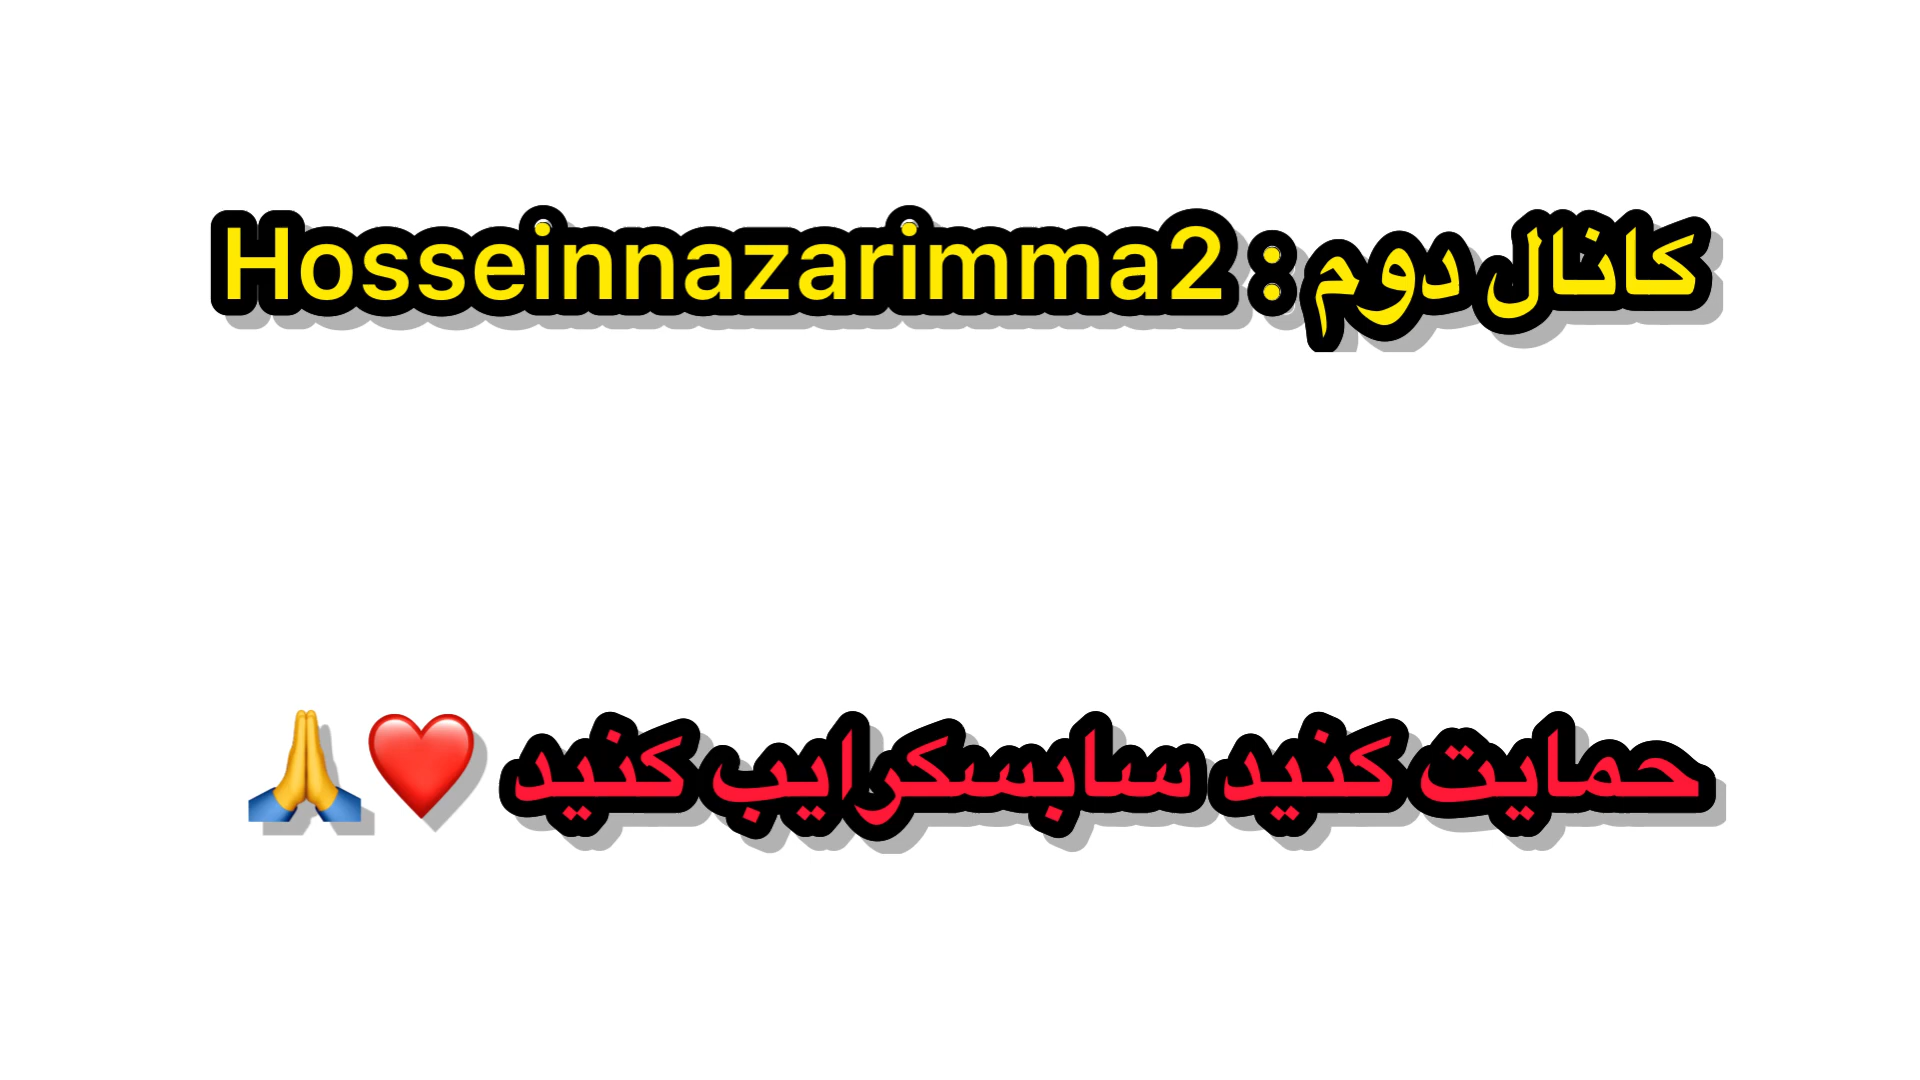 کانال دوم : Hosseinnazarimma2
حمایت کنید سابسکرایب کنید ❤️🙏